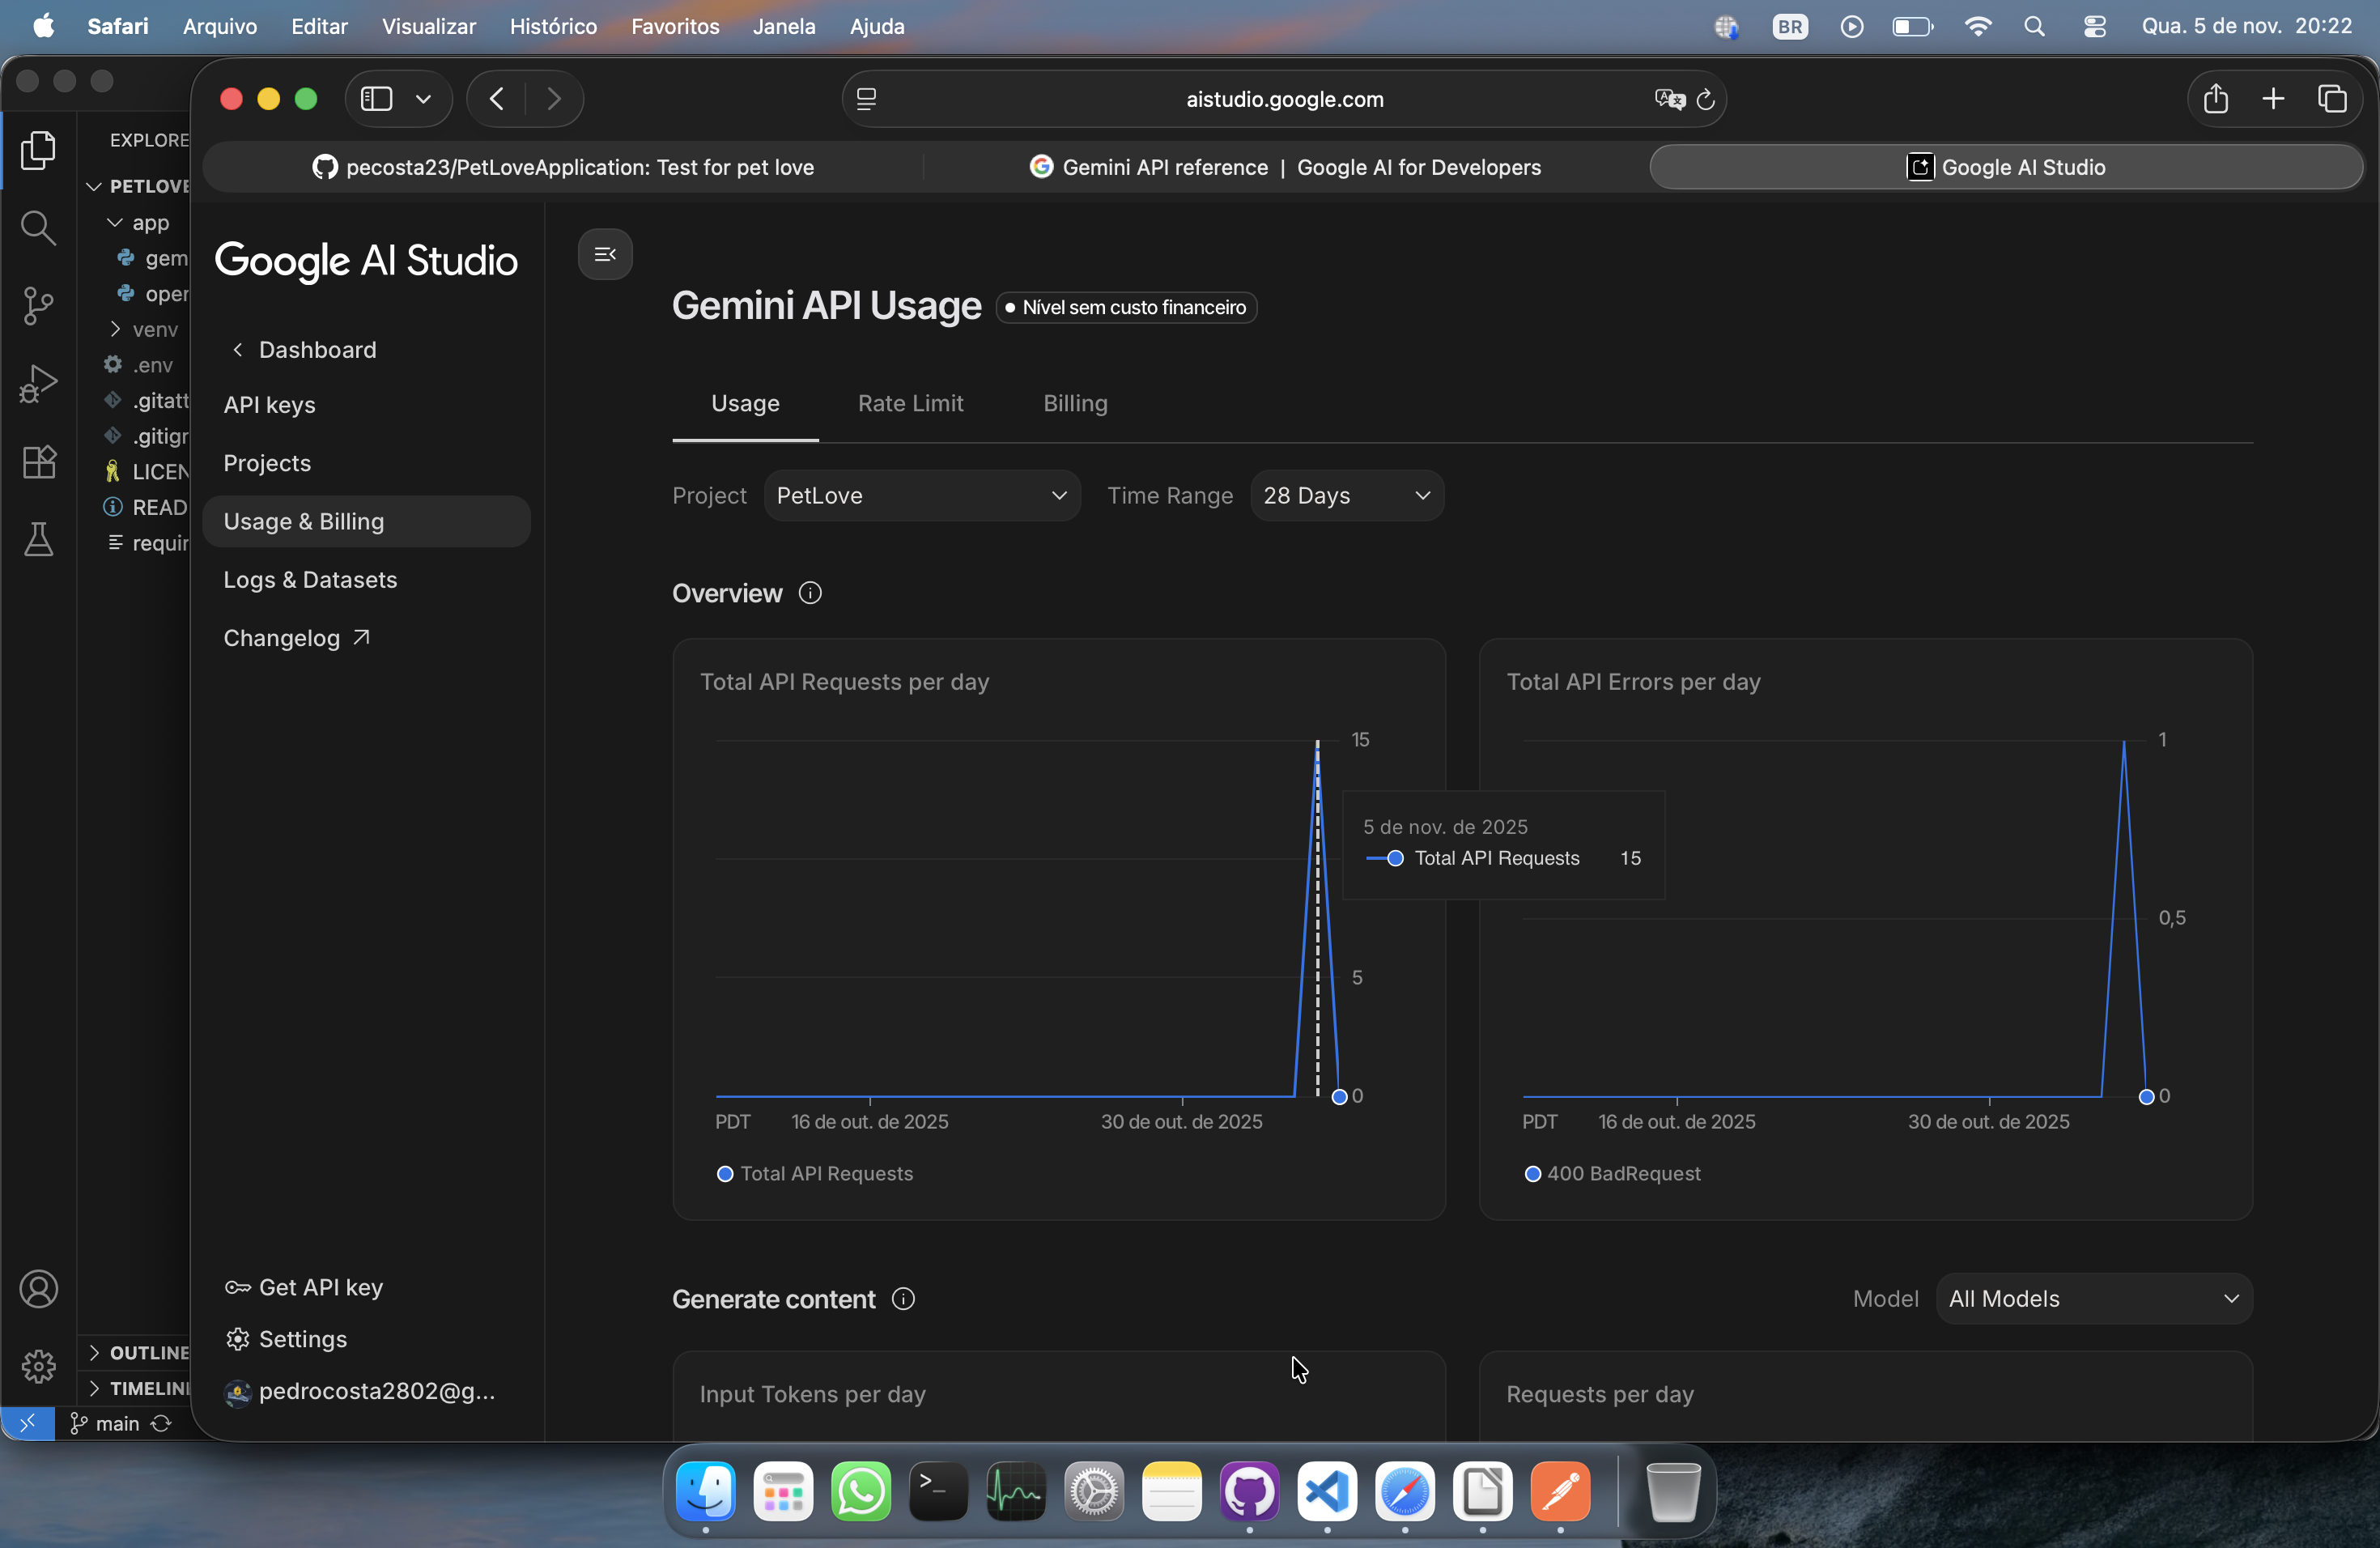 Safari Arquivo Editar Visualizar Histórico Favoritos Janela Ajuda
BR Qua. 5 de nov. 20:22
aistudio.google.com
pecosta23/PetLoveApplication: Test for pet love
Gemini API reference | Google AI for Developers
Google AI Studio
EXPLORE
PETLOVE
app
gem
oper
venv
.env
.gitatt
.gitigr
LICEN
READ
requir
OUTLINE
TIMELIN
main
Google AI Studio
Dashboard
API keys
Projects
Usage & Billing
Logs & Datasets
Changelog
Get API key
Settings
pedrocosta2802@g...
Gemini API Usage
Nível sem custo financeiro
Usage Rate Limit Billing
Project PetLove Time Range 28 Days
Overview
Total API Requests per day
15
5
0
5 de nov. de 2025
Total API Requests 15
PDT 16 de out. de 2025 30 de out. de 2025
Total API Requests
Total API Errors per day
1
0,5
0
PDT 16 de out. de 2025 30 de out. de 2025
400 BadRequest
Generate content
Model All Models
Input Tokens per day
Requests per day